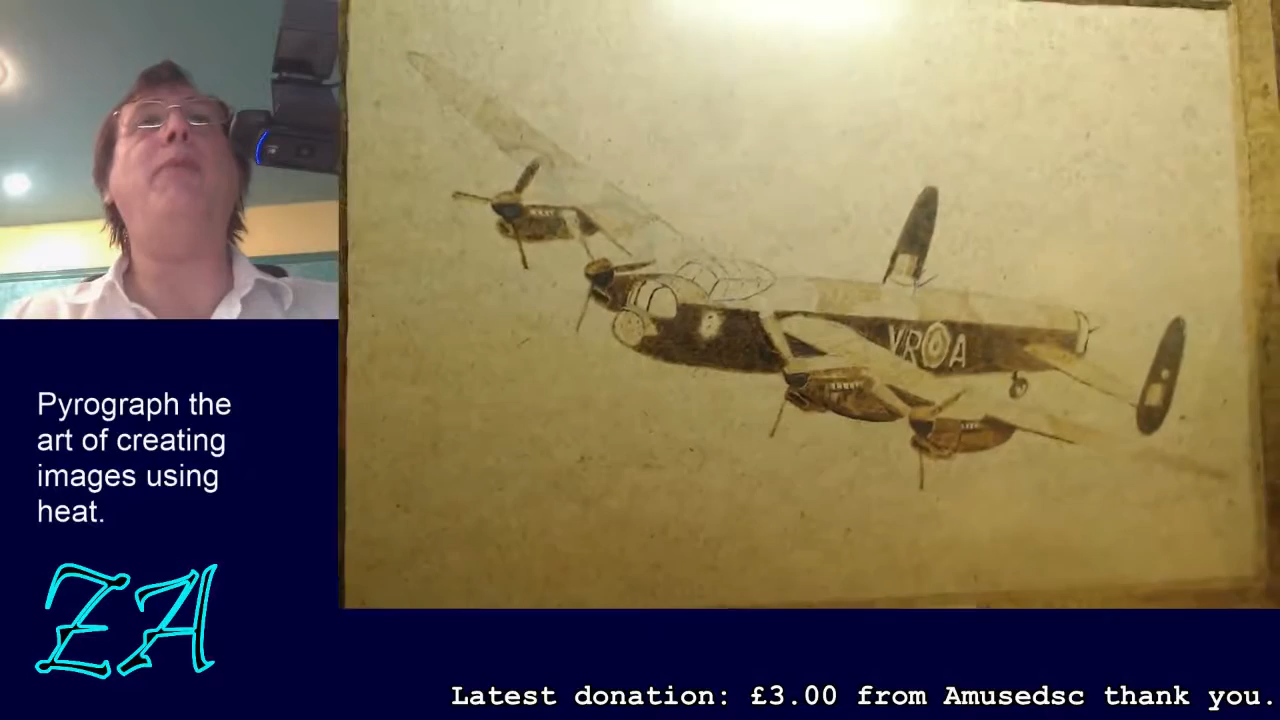 Pyrograph the
art of creating
images using
heat.
ZA
VR A
Latest donation: £3.00 from Amusedsc thank you.